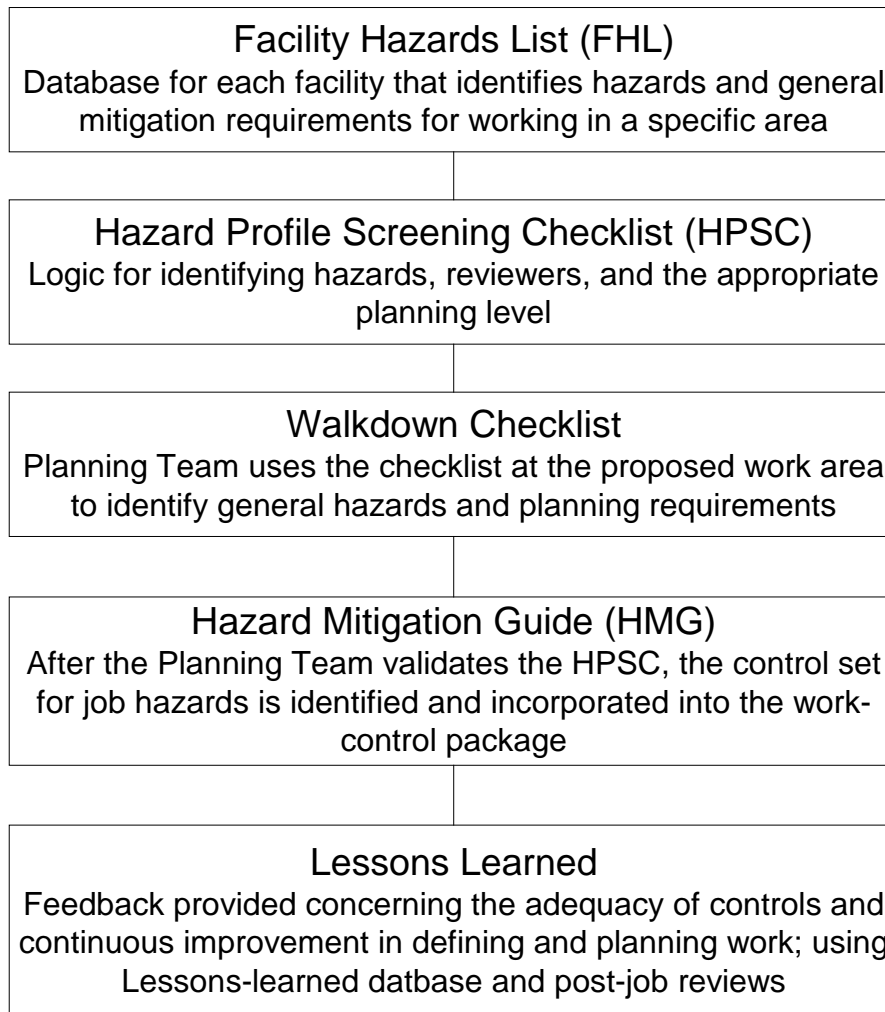 Facility Hazards List (FHL)
Database for each facility that identifies hazards and general
mitigation requirements for working in a specific area
Hazard Profile Screening Checklist (HPSC)
Logic for identifying hazards, reviewers, and the appropriate
planning level
Walkdown Checklist
Planning Team uses the checklist at the proposed work area
to identify general hazards and planning requirements
Hazard Mitigation Guide (HMG)
After the Planning Team validates the HPSC, the control set
for job hazards is identified and incorporated into the work-
control package
Lessons Learned
Feedback provided concerning the adequacy of controls and
continuous improvement in defining and planning work; using
Lessons-learned datbase and post-job reviews